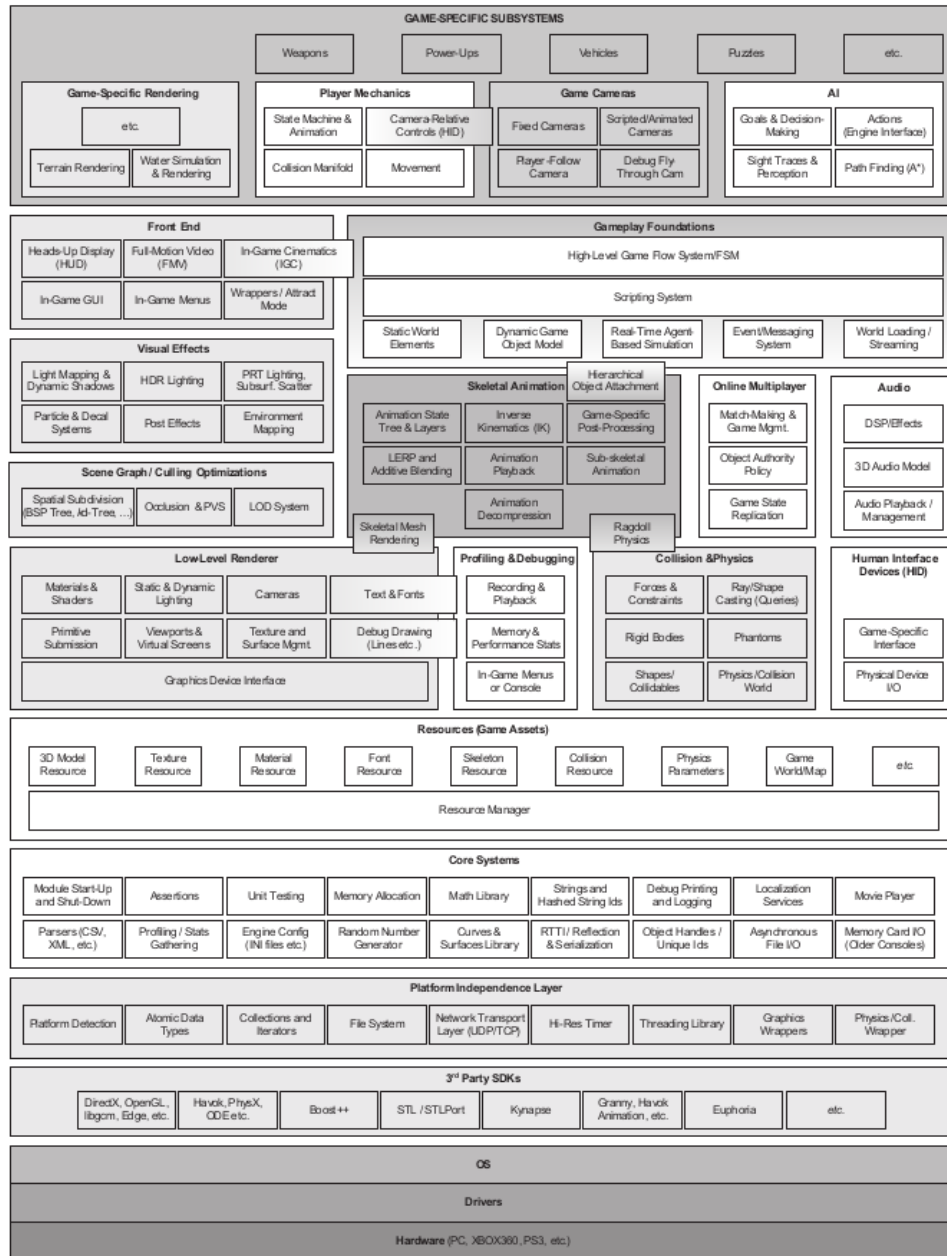 GAME-SPECIFIC SUBSYSTEMS
Weapons
Power-Ups
Vehicles
Puzzles
etc.
Game-Specific Rendering
etc.
Terrain Rendering
Water Simulation
& Rendering
Player Mechanics
State Machine &
Animation
Camera-Relative
Controls (HID)
Collision Manifold
Movement
Game Cameras
Fixed Cameras
Scripted/Animated
Cameras
Player-Follow
Camera
Debug Fly-
Through Cam
AI
Goals & Decision-
Making
Actions
(Engine Interface)
Sight Traces &
Perception
Path Finding (A*)
Front End
Heads-Up Display
(HUD)
Full-Motion Video
(FMV)
In-Game Cinematics
(IGC)
In-Game GUI
In-Game Menus
Wrappers / Attract
Mode
Gameplay Foundations
High-Level Game Flow System/FSM
Scripting System
Static World
Elements
Dynamic Game
Object Model
Real-Time Agent-
Based Simulation
Event/Messaging
System
World Loading /
Streaming
Visual Effects
Light Mapping &
Dynamic Shadows
HDR Lighting
PRT Lighting,
Subsurf. Scatter
Particle & Decal
Systems
Post Effects
Environment
Mapping
Skeletal Animation
Hierarchical
Object Attachment
Animation State
Tree & Layers
Inverse
Kinematics (IK)
Game-Specific
Post-Processing
LERP and
Additive Blending
Animation
Playback
Sub-skeletal
Animation
Animation
Decompression
Online Multiplayer
Match-Making &
Game Mgmt.
Object Authority
Policy
Game State
Replication
Audio
DSP/Effects
3D Audio Model
Audio Playback /
Management
Scene Graph / Culling Optimizations
Spatial Subdivision
(BSP Tree, kd-Tree, …)
Occlusion & PVS
LOD System
Skeletal Mesh
Rendering
Ragdoll
Physics
Low-Level Renderer
Materials &
Shaders
Static & Dynamic
Lighting
Cameras
Text & Fonts
Primitive
Submission
Viewports &
Virtual Screens
Texture and
Surface Mgmt.
Debug Drawing
(Lines etc.)
Graphics Device Interface
Profiling & Debugging
Recording &
Playback
Memory &
Performance Stats
In-Game Menus
or Console
Collision & Physics
Forces &
Constraints
Ray/Shape
Casting (Queries)
Rigid Bodies
Phantoms
Shapes/
Collidables
Physics/Collision
World
Human Interface
Devices (HID)
Game-Specific
Interface
Physical Device
I/O
Resources (Game Assets)
3D Model
Resource
Texture
Resource
Material
Resource
Font
Resource
Skeleton
Resource
Collision
Resource
Physics
Parameters
Game
World/Map
etc.
Resource Manager
Core Systems
Module Start-Up
and Shut-Down
Assertions
Unit Testing
Memory Allocation
Math Library
Strings and
Hashed String Ids
Debug Printing
and Logging
Localization
Services
Movie Player
Parsers (CSV,
XML, etc.)
Profiling / Stats
Gathering
Engine Config
(INI files etc.)
Random Number
Generator
Curves &
Surfaces Library
RTTI / Reflection
& Serialization
Object Handles /
Unique Ids
Asynchronous
File I/O
Memory Card I/O
(Older Consoles)
Platform Independence Layer
Platform Detection
Atomic Data
Types
Collections and
Iterators
File System
Network Transport
Layer (UDP/TCP)
Hi-Res Timer
Threading Library
Graphics
Wrappers
Physics/Coll.
Wrapper
3rd Party SDKs
DirectX, OpenGL,
libgcm, Edge, etc.
Havok, PhysX,
ODE etc.
Boost++
STL / STLPort
Kynapse
Granny, Havok
Animation, etc.
Euphoria
etc.
OS
Drivers
Hardware (PC, XBOX360, PS3, etc.)